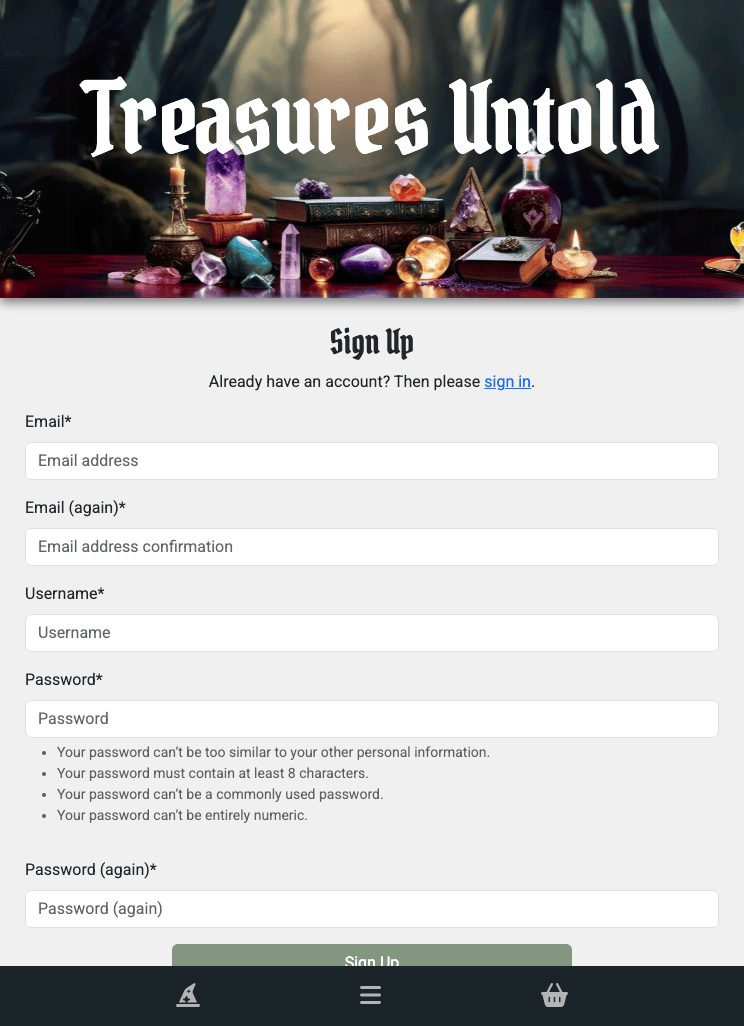 Treasures Untold
Sign Up
Already have an account? Then please sign in.
Email*
Email address
Email (again)*
Email address confirmation
Username*
Username
Password*
Password
• Your password can’t be too similar to your other personal information.
• Your password must contain at least 8 characters.
• Your password can’t be a commonly used password.
• Your password can’t be entirely numeric.
Password (again)*
Password (again)
Sign Up